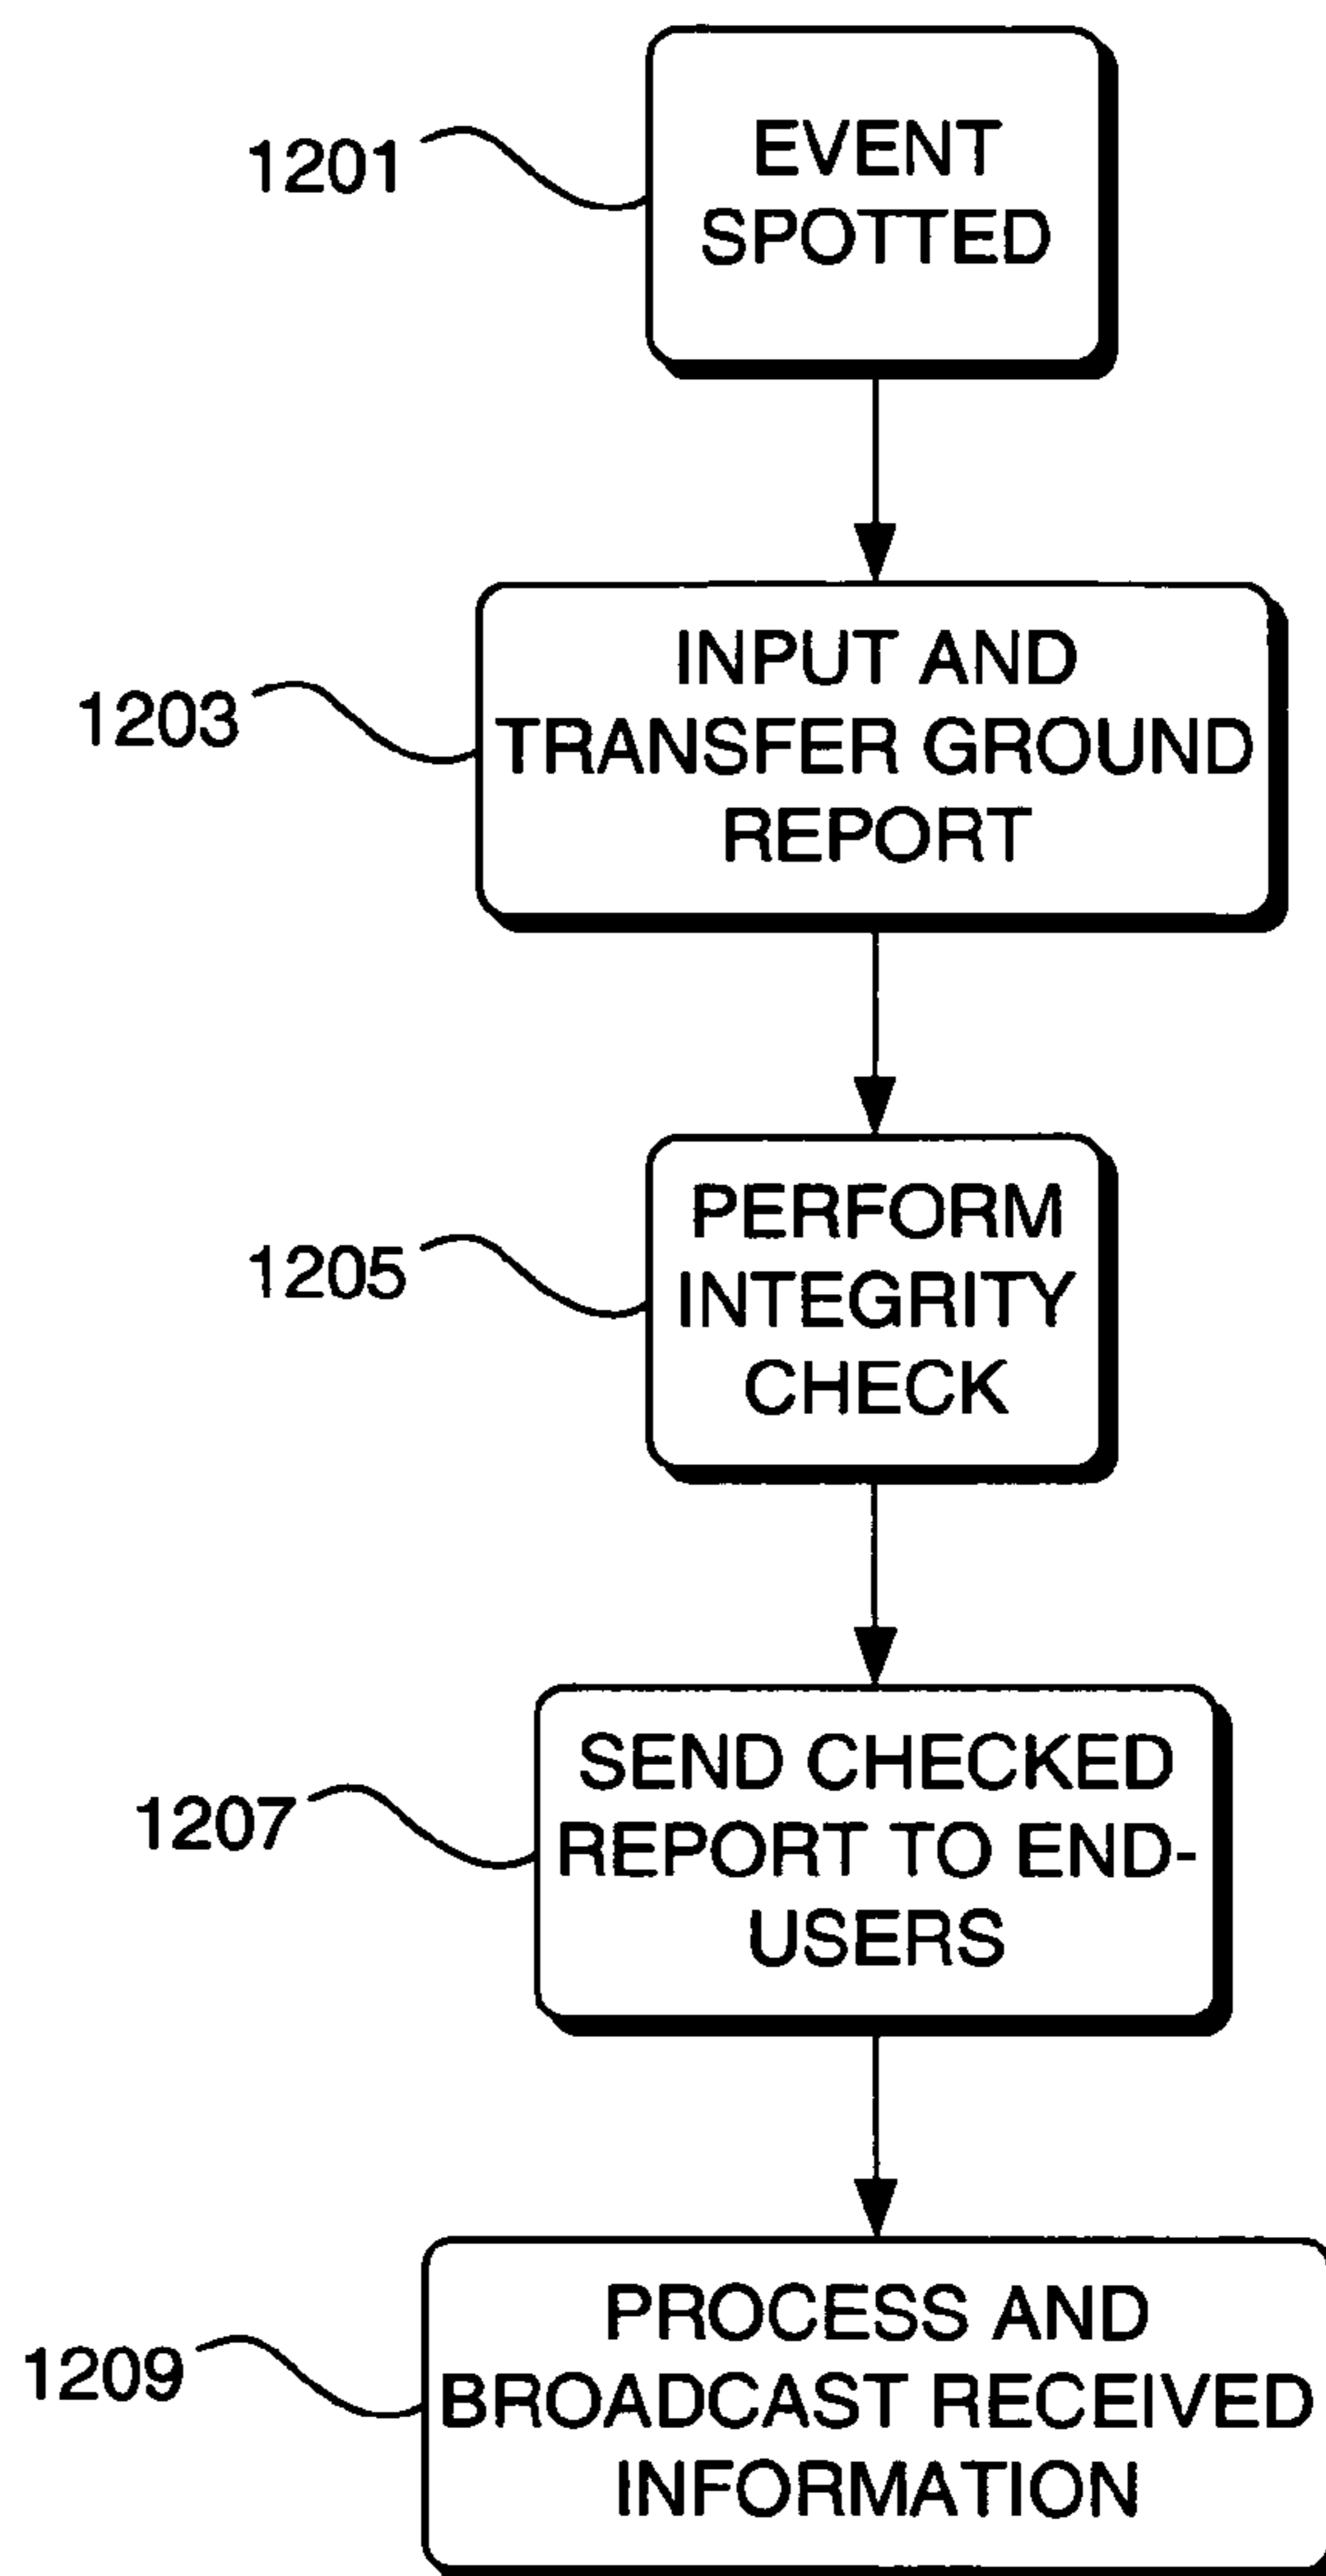 1201
EVENT
SPOTTED
1203
INPUT AND
TRANSFER GROUND
REPORT
1205
PERFORM
INTEGRITY
CHECK
1207
SEND CHECKED
REPORT TO END-
USERS
1209
PROCESS AND
BROADCAST RECEIVED
INFORMATION